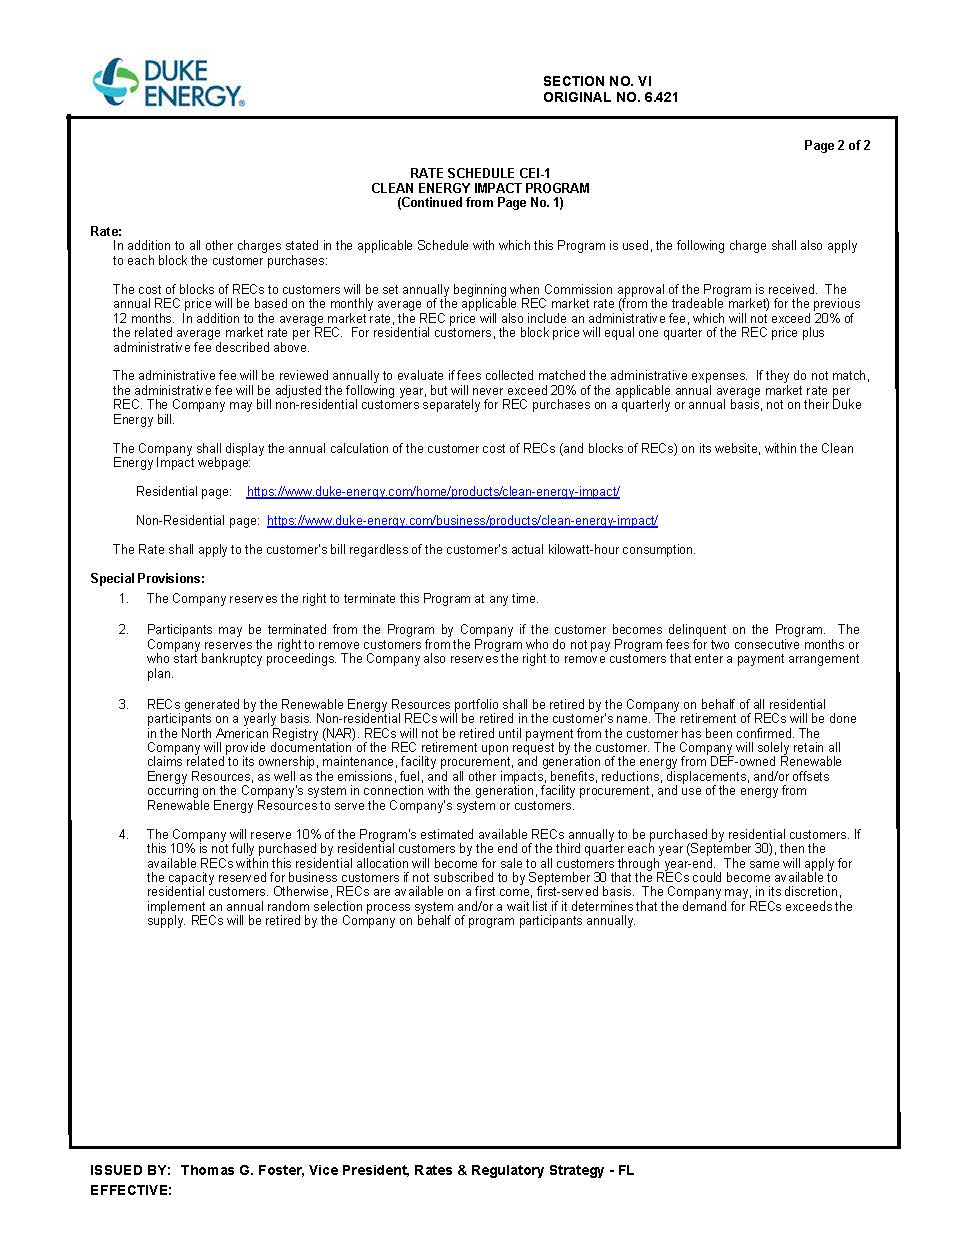 DUKE
ENERGY®
SECTION NO. VI
ORIGINAL NO. 6.421
Page 2 of 2
RATE SCHEDULE CEI-1
CLEAN ENERGY IMPACT PROGRAM
(Continued from Page No. 1)
Rate:
In addition to all other charges stated in the applicable Schedule with which this Program is used, the following charge shall also apply
to each block the customer purchases:
The cost of blocks of RECs to customers will be set annually beginning when Commission approval of the Program is received. The
annual REC price will be based on the monthly average of the applicable REC market rate (from the tradeable market) for the previous
12 months. In addition to the average market rate, the REC price will also include an administrative fee, which will not exceed 20% of
the related average market rate per REC. For residential customers, the block price will equal one quarter of the REC price plus
administrative fee described above.
The administrative fee will be reviewed annually to evaluate if fees collected matched the administrative expenses. If they do not match,
the administrative fee will be adjusted the following year, but will never exceed 20% of the applicable annual average market rate per
REC. The Company may bill non-residential customers separately for REC purchases on a quarterly or annual basis, not on their Duke
Energy bill.
The Company shall display the annual calculation of the customer cost of RECs (and blocks of RECs) on its website, within the Clean
Energy Impact webpage:
Residential page: https://www.duke-energy.com/home/products/clean-energy-impact/
Non-Residential page: https://www.duke-energy.com/business/products/clean-energy-impact/
The Rate shall apply to the customer's bill regardless of the customer's actual kilowatt-hour consumption.
Special Provisions:
1. The Company reserves the right to terminate this Program at any time.
2. Participants may be terminated from the Program by Company if the customer becomes delinquent on the Program. The
Company reserves the right to remove customers from the Program who do not pay Program fees for two consecutive months or
who start bankruptcy proceedings. The Company also reserves the right to remove customers that enter a payment arrangement
plan.
3. RECs generated by the Renewable Energy Resources portfolio shall be retired by the Company on behalf of all residential
participants on a yearly basis. Non-residential RECs will be retired in the customer's name. The retirement of RECs will be done
in the North American Registry (NAR). RECs will not be retired until payment from the customer has been confirmed. The
Company will provide documentation of the REC retirement upon request by the customer. The Company will solely retain all
claims related to its ownership, maintenance, facility procurement, and generation of the energy from DEF-owned Renewable
Energy Resources, as well as the emissions, fuel, and all other impacts, benefits, reductions, displacements, and/or offsets
occurring on the Company's system in connection with the generation, facility procurement, and use of the energy from
Renewable Energy Resources to serve the Company's system or customers.
4. The Company will reserve 10% of the Program's estimated available RECs annually to be purchased by residential customers. If
this 10% is not fully purchased by residential customers by the end of the third quarter each year (September 30), then the
available RECs within this residential allocation will become for sale to all customers through year-end. The same will apply for
the capacity reserved for business customers if not subscribed to by September 30 that the RECs could become available to
residential customers. Otherwise, RECs are available on a first come, first-served basis. The Company may, in its discretion,
implement an annual random selection process system and/or a wait list if it determines that the demand for RECs exceeds the
supply. RECs will be retired by the Company on behalf of program participants annually.
ISSUED BY: Thomas G. Foster, Vice President, Rates & Regulatory Strategy - FL
EFFECTIVE: